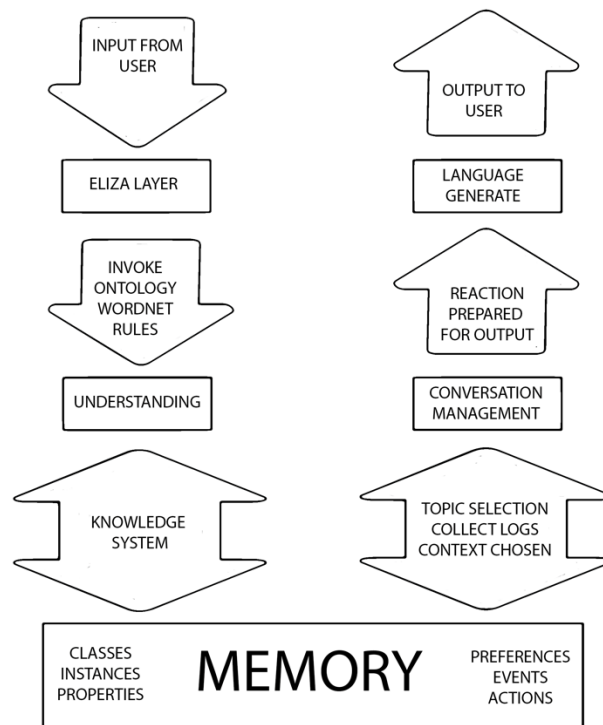 INPUT FROM
USER
ELIZA LAYER
INVOKE
ONTOLOGY
WORDNET
RULES
UNDERSTANDING
KNOWLEDGE
SYSTEM
OUTPUT TO
USER
LANGUAGE
GENERATE
REACTION
PREPARED
FOR OUTPUT
CONVERSATION
MANAGEMENT
TOPIC SELECTION
COLLECT LOGS
CONTEXT CHOSEN
CLASSES
INSTANCES
PROPERTIES
MEMORY
PREFERENCES
EVENTS
ACTIONS